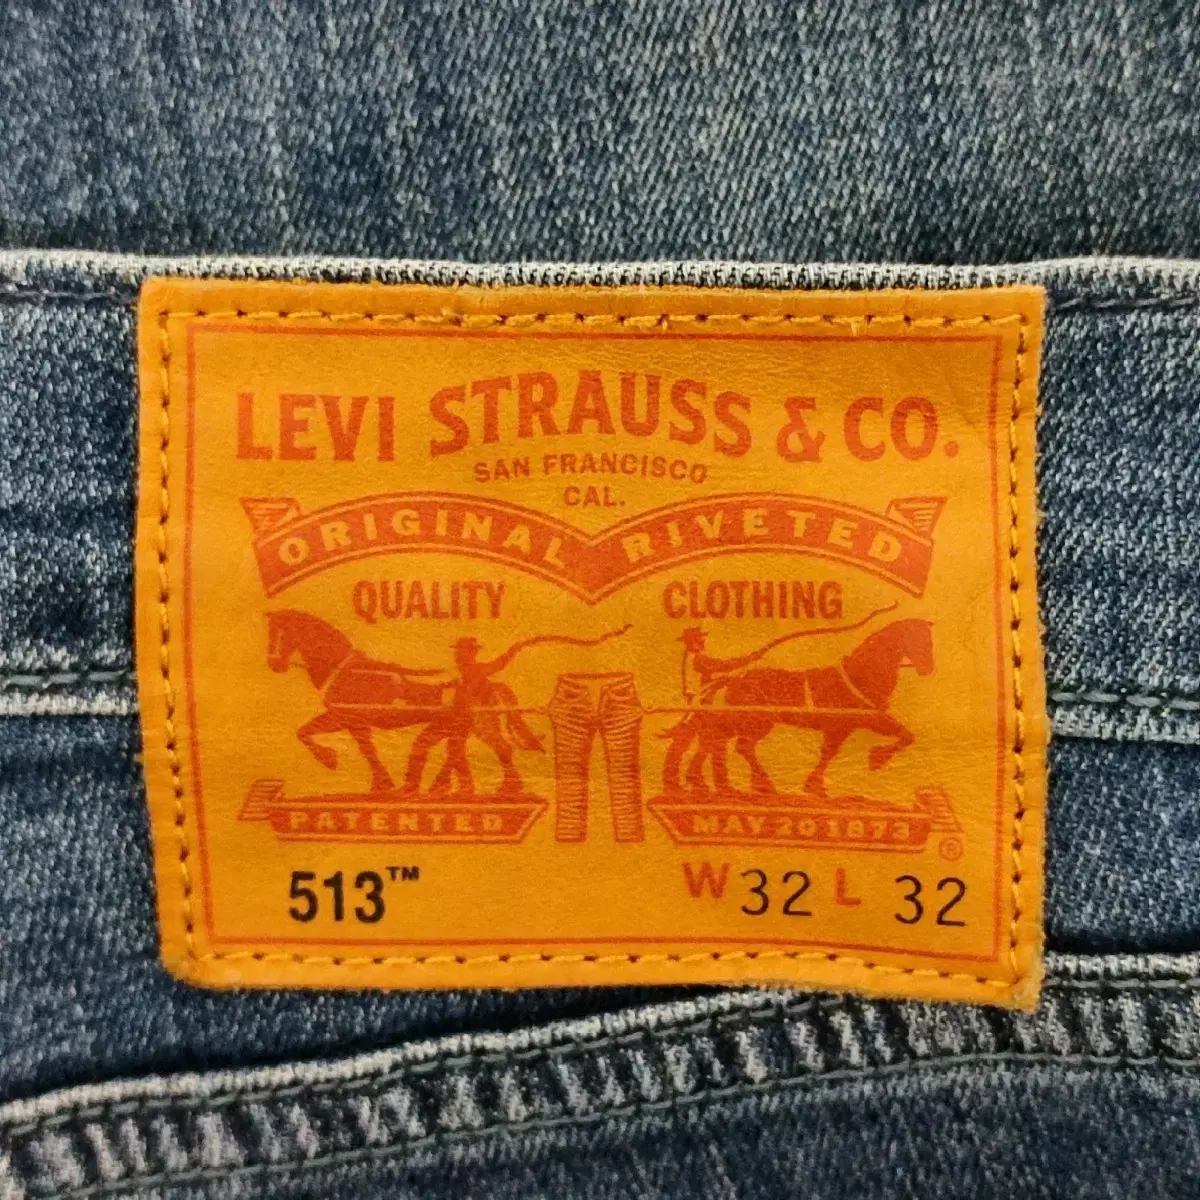 LEVI STRAUSS & CO.
SAN FRANCISCO
CAL.
ORIGINAL RIVETED
QUALITY CLOTHING
PATENTED MAY 20 1873 ®
513™ W 32 L 32